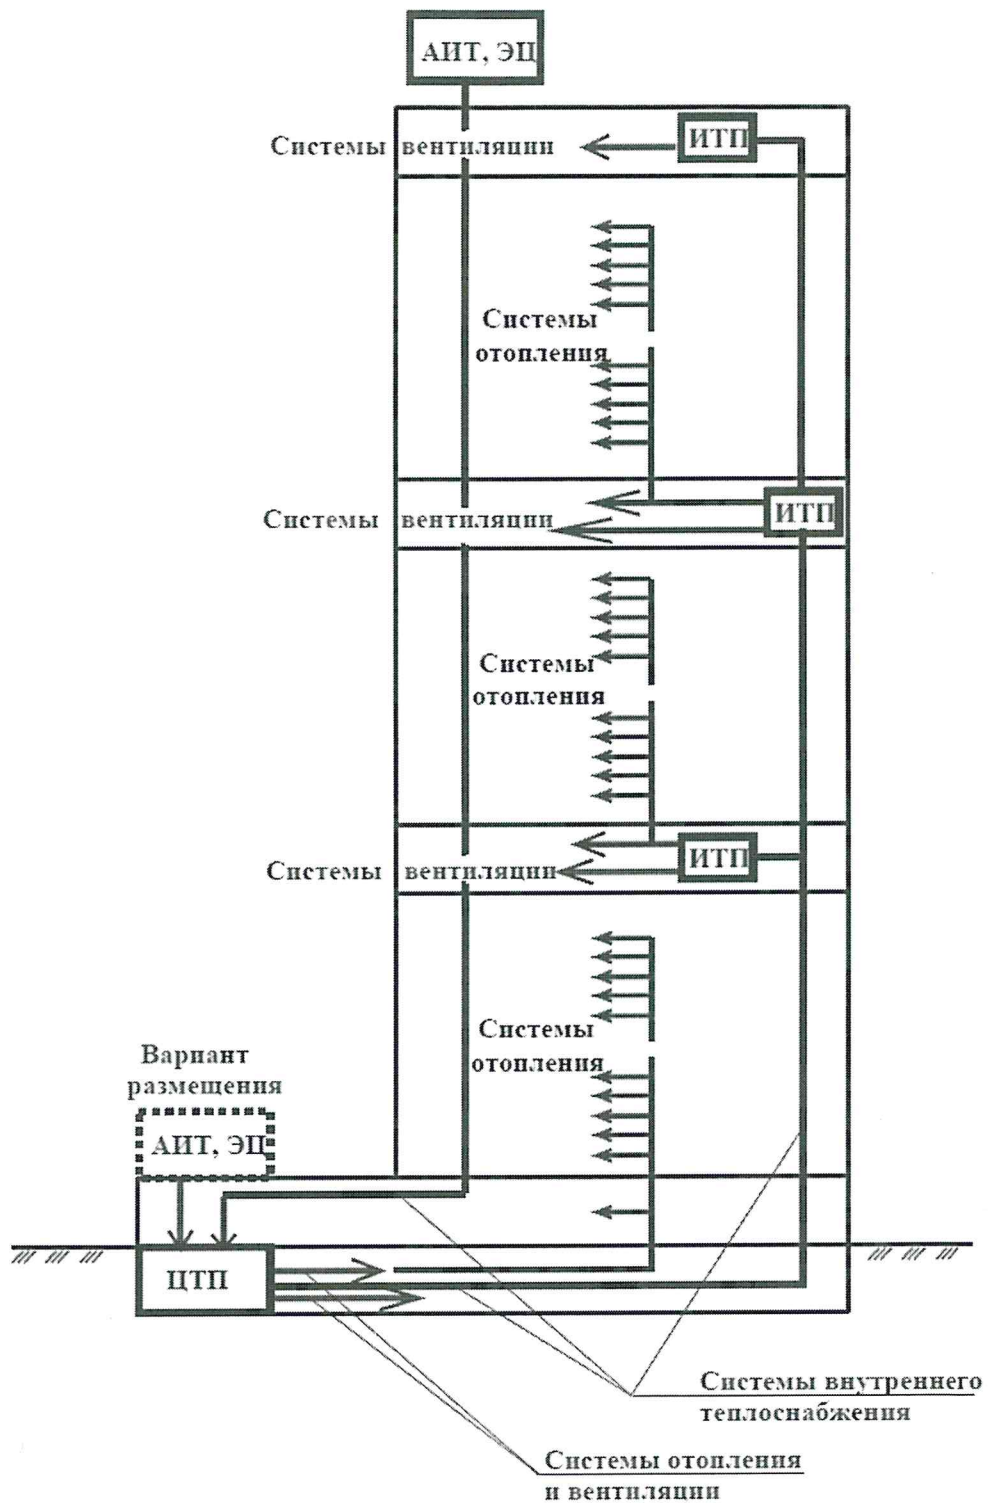 АИТ, ЭЦ
Системы вентиляции
ИТП
Системы
отопления
Системы вентиляции
ИТП
Системы
отопления
Системы вентиляции
ИТП
Системы
отопления
Вариант
размещения
АИТ, ЭЦ
ЦТП
Системы внутреннего
теплоснабжения
Системы отопления
и вентиляции